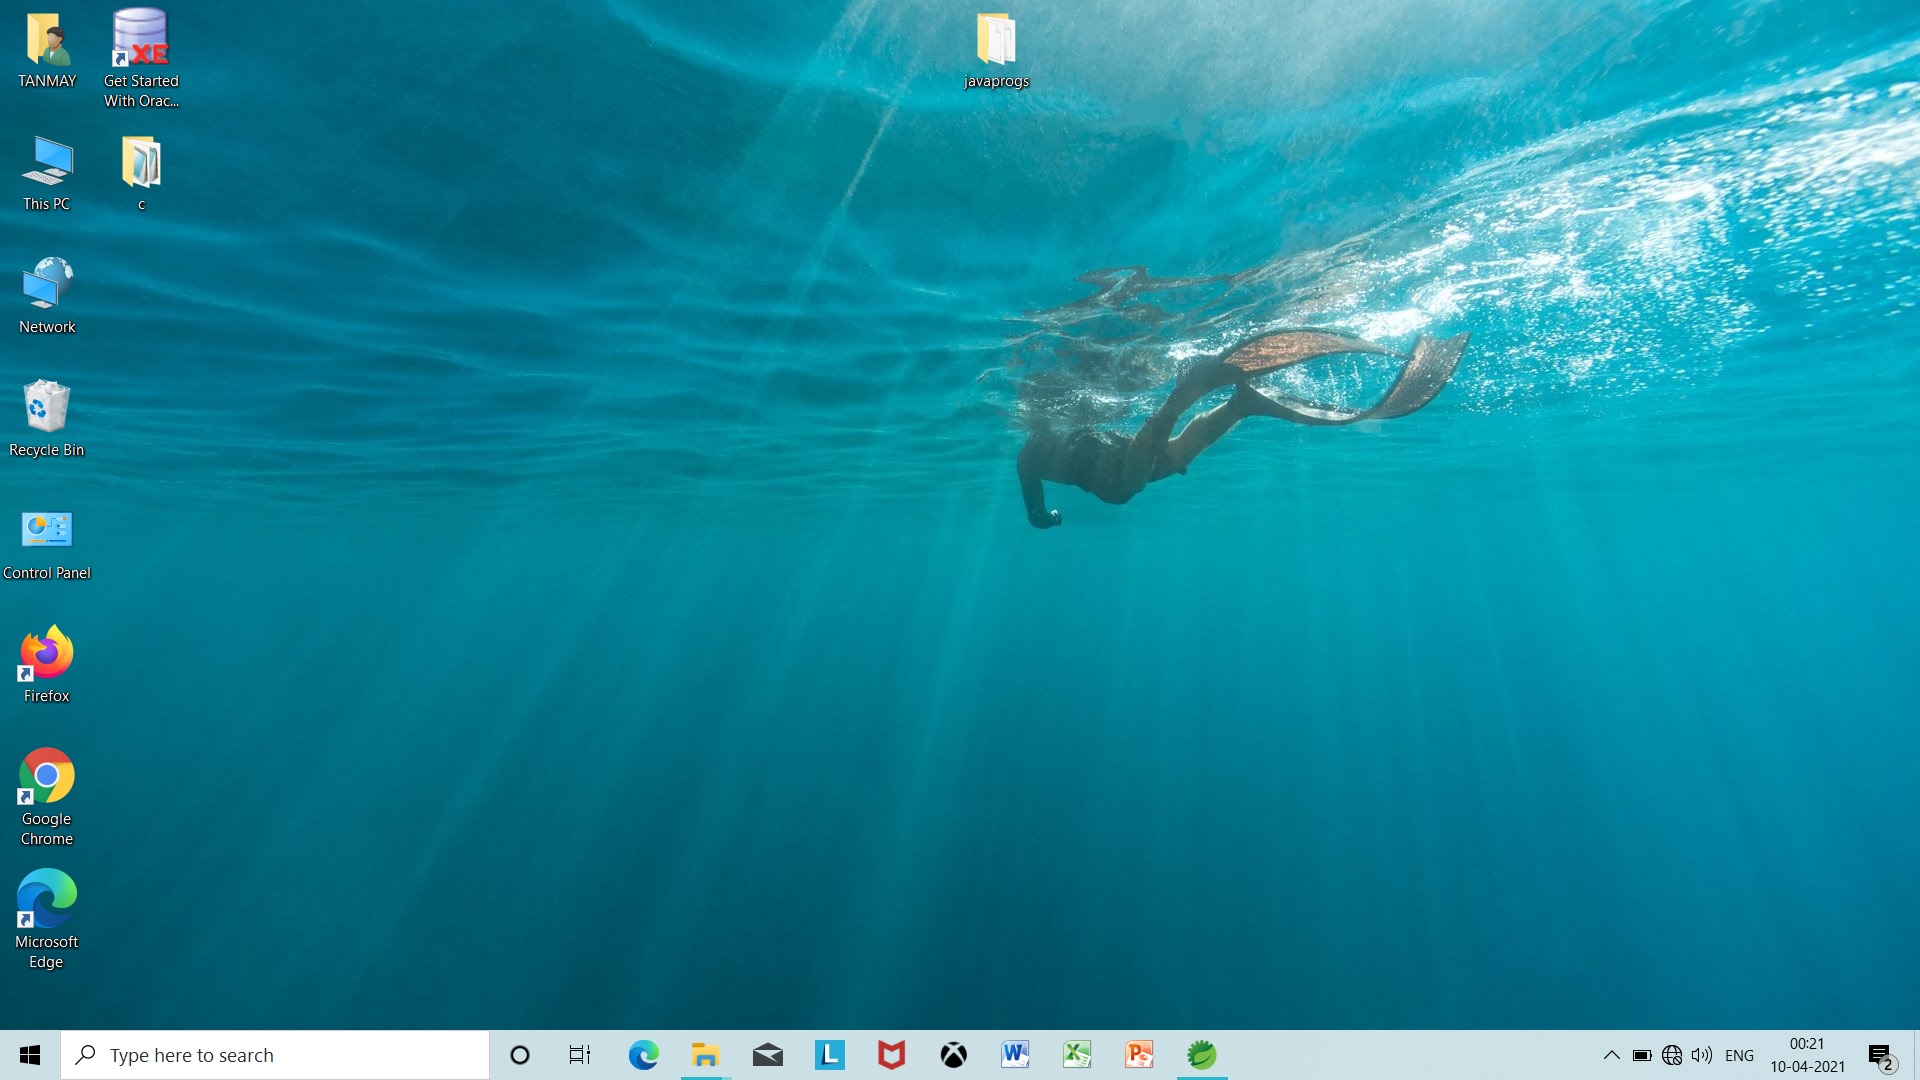 TANMAY
Get Started
With Orac...
javaprogs
This PC
c
Network
Recycle Bin
Control Panel
Firefox
Google
Chrome
Microsoft
Edge
Type here to search
ENG
00:21
10-04-2021
2